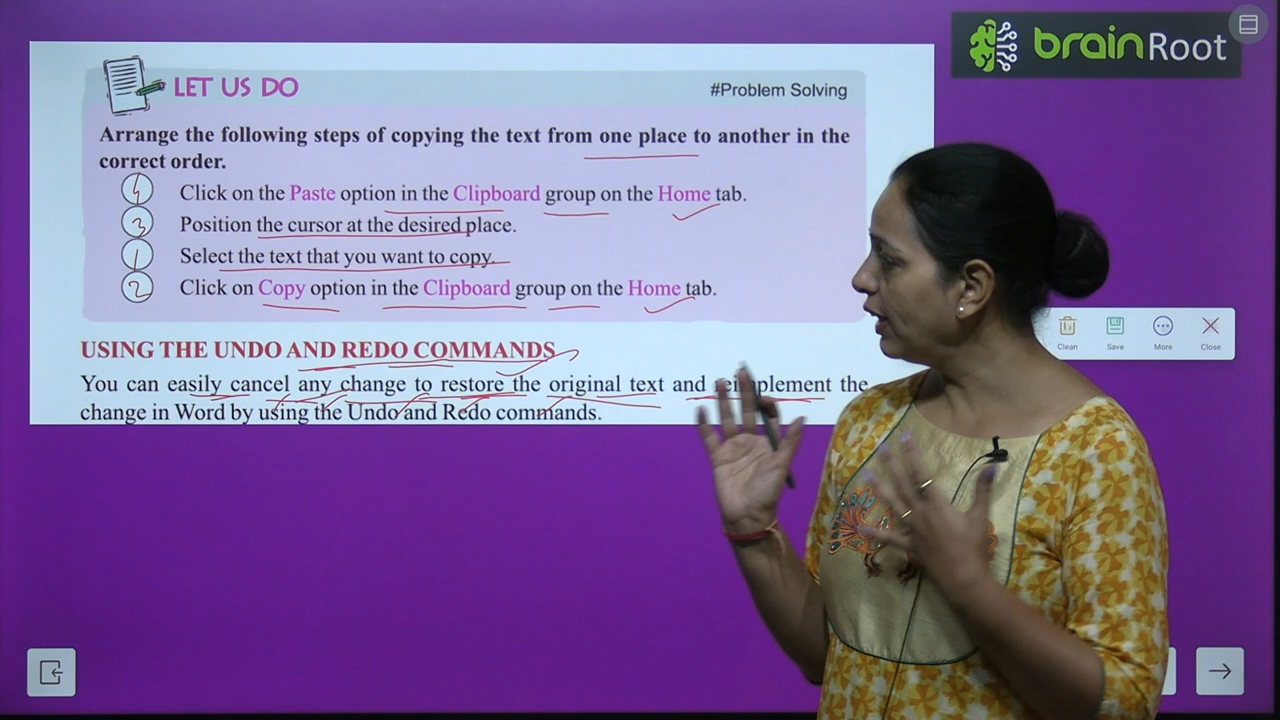 brainRoot
LET US DO
#Problem Solving
Arrange the following steps of copying the text from one place to another in the
correct order.
4 Click on the Paste option in the Clipboard group on the Home tab.
3 Position the cursor at the desired place.
1 Select the text that you want to copy.
2 Click on Copy option in the Clipboard group on the Home tab.
USING THE UNDO AND REDO COMMANDS
You can easily cancel any change to restore the original text and reimplement the
change in Word by using the Undo and Redo commands.
Clean Save More Close